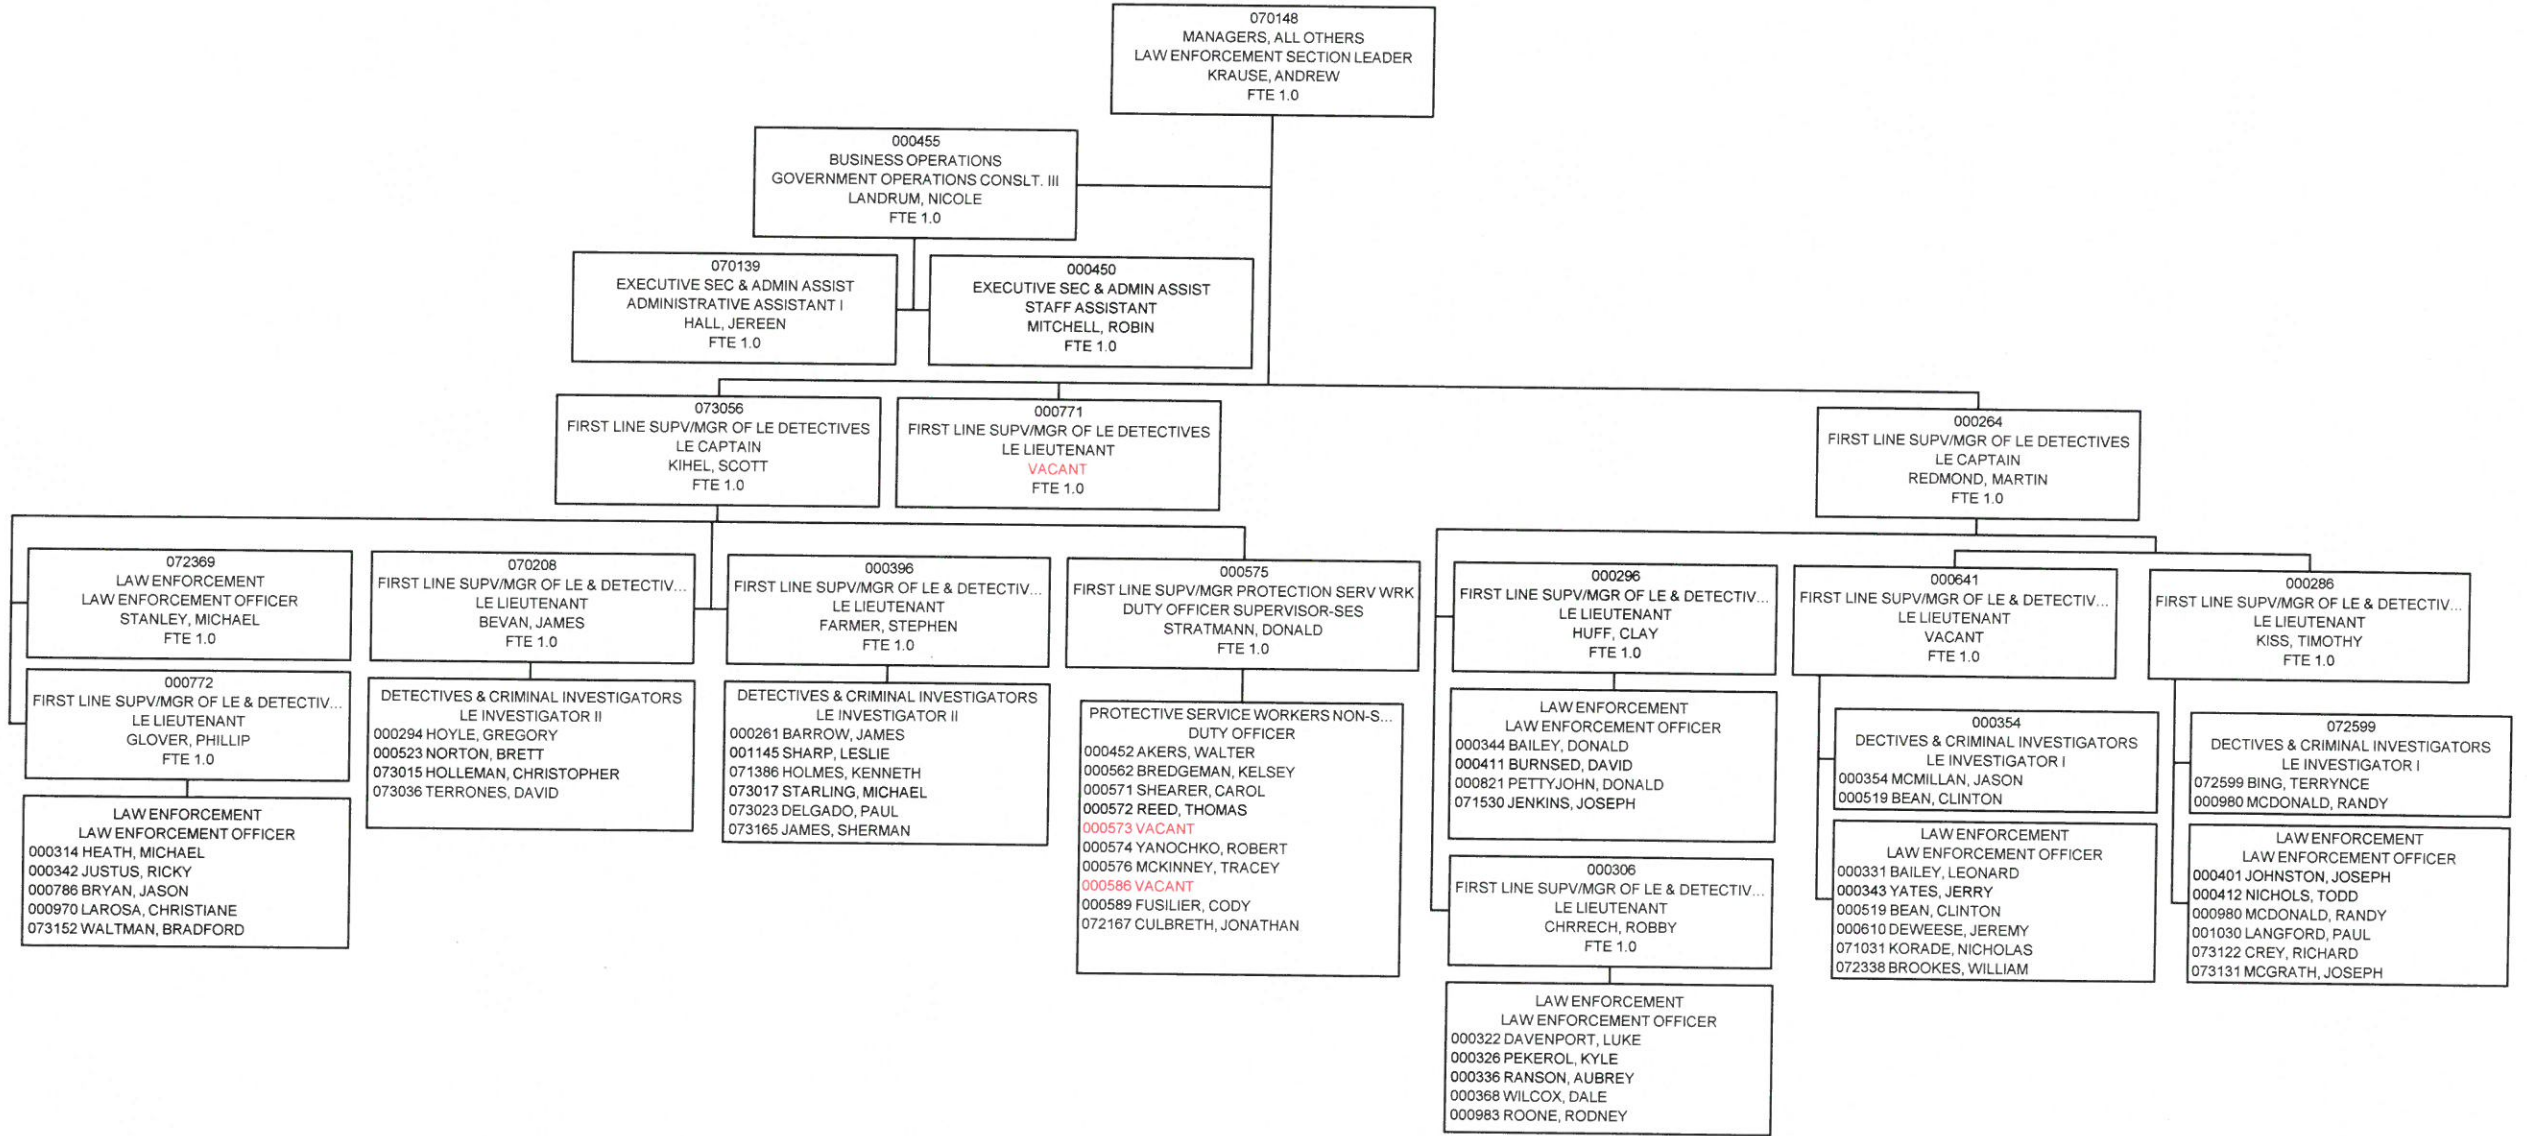 070148
MANAGERS, ALL OTHERS
LAW ENFORCEMENT SECTION LEADER
KRAUSE, ANDREW
FTE 1.0
000455
BUSINESS OPERATIONS
GOVERNMENT OPERATIONS CONSLT. III
LANDRUM, NICOLE
FTE 1.0
070139
EXECUTIVE SEC & ADMIN ASSIST
ADMINISTRATIVE ASSISTANT I
HALL, JEREEN
FTE 1.0
000450
EXECUTIVE SEC & ADMIN ASSIST
STAFF ASSISTANT
MITCHELL, ROBIN
FTE 1.0
073056
FIRST LINE SUPV/MGR OF LE DETECTIVES
LE CAPTAIN
KIHEL, SCOTT
FTE 1.0
000771
FIRST LINE SUPV/MGR OF LE DETECTIVES
LE LIEUTENANT
VACANT
FTE 1.0
000264
FIRST LINE SUPV/MGR OF LE DETECTIVES
LE CAPTAIN
REDMOND, MARTIN
FTE 1.0
072369
LAW ENFORCEMENT
LAW ENFORCEMENT OFFICER
STANLEY, MICHAEL
FTE 1.0
000772
FIRST LINE SUPV/MGR OF LE & DETECTIV...
LE LIEUTENANT
GLOVER, PHILLIP
FTE 1.0
LAW ENFORCEMENT
LAW ENFORCEMENT OFFICER
000314 HEATH, MICHAEL
000342 JUSTUS, RICKY
000786 BRYAN, JASON
000970 LAROSA, CHRISTIANE
073152 WALTMAN, BRADFORD
070208
FIRST LINE SUPV/MGR OF LE & DETECTIV...
LE LIEUTENANT
BEVAN, JAMES
FTE 1.0
DETECTIVES & CRIMINAL INVESTIGATORS
LE INVESTIGATOR II
000294 HOYLE, GREGORY
000523 NORTON, BRETT
073015 HOLLEMAN, CHRISTOPHER
073036 TERRONES, DAVID
000396
FIRST LINE SUPV/MGR OF LE & DETECTIV...
LE LIEUTENANT
FARMER, STEPHEN
FTE 1.0
DETECTIVES & CRIMINAL INVESTIGATORS
LE INVESTIGATOR II
000261 BARROW, JAMES
001145 SHARP, LESLIE
071386 HOLMES, KENNETH
073017 STARLING, MICHAEL
073023 DELGADO, PAUL
073165 JAMES, SHERMAN
000575
FIRST LINE SUPV/MGR PROTECTION SERV WRK
DUTY OFFICER SUPERVISOR-SES
STRATMANN, DONALD
FTE 1.0
PROTECTIVE SERVICE WORKERS NON-S...
DUTY OFFICER
000452 AKERS, WALTER
000562 BREDGEMAN, KELSEY
000571 SHEARER, CAROL
000572 REED, THOMAS
000573 VACANT
000574 YANOCHKO, ROBERT
000576 MCKINNEY, TRACEY
000586 VACANT
000589 FUSILIER, CODY
072167 CULBRETH, JONATHAN
000296
FIRST LINE SUPV/MGR OF LE & DETECTIV...
LE LIEUTENANT
HUFF, CLAY
FTE 1.0
LAW ENFORCEMENT
LAW ENFORCEMENT OFFICER
000344 BAILEY, DONALD
000411 BURNSED, DAVID
000821 PETTYJOHN, DONALD
071530 JENKINS, JOSEPH
000306
FIRST LINE SUPV/MGR OF LE & DETECTIV...
LE LIEUTENANT
CHRRECH, ROBBY
FTE 1.0
LAW ENFORCEMENT
LAW ENFORCEMENT OFFICER
000322 DAVENPORT, LUKE
000326 PEKEROL, KYLE
000336 RANSON, AUBREY
000368 WILCOX, DALE
000983 ROONE, RODNEY
000641
FIRST LINE SUPV/MGR OF LE & DETECTIV...
LE LIEUTENANT
VACANT
FTE 1.0
000354
DECTIVES & CRIMINAL INVESTIGATORS
LE INVESTIGATOR I
000354 MCMILLAN, JASON
000519 BEAN, CLINTON
LAW ENFORCEMENT
LAW ENFORCEMENT OFFICER
000331 BAILEY, LEONARD
000343 YATES, JERRY
000519 BEAN, CLINTON
000610 DEWEESE, JEREMY
071031 KORADE, NICHOLAS
072338 BROOKES, WILLIAM
000286
FIRST LINE SUPV/MGR OF LE & DETECTIV...
LE LIEUTENANT
KISS, TIMOTHY
FTE 1.0
072599
DECTIVES & CRIMINAL INVESTIGATORS
LE INVESTIGATOR I
072599 BING, TERRYNCE
000980 MCDONALD, RANDY
LAW ENFORCEMENT
LAW ENFORCEMENT OFFICER
000401 JOHNSTON, JOSEPH
000412 NICHOLS, TODD
000980 MCDONALD, RANDY
001030 LANGFORD, PAUL
073122 CREY, RICHARD
073131 MCGRATH, JOSEPH